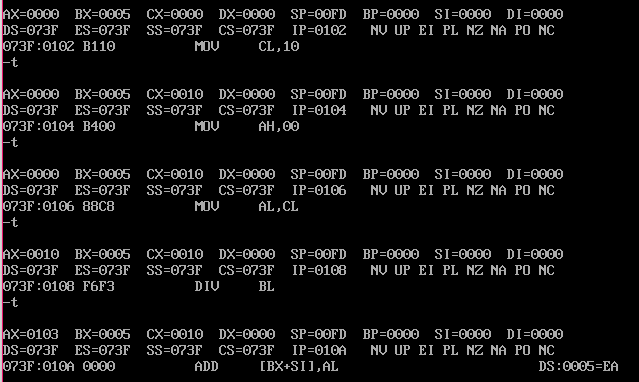 AX=0000 BX=0005 CX=0000 DX=0000 SP=00FD BP=0000 SI=0000 DI=0000
DS=073F ES=073F SS=073F CS=073F IP=0102 NV UP EI PL NZ NA PO NC
073F:0102 B110 MOV CL,10
-t
AX=0000 BX=0005 CX=0010 DX=0000 SP=00FD BP=0000 SI=0000 DI=0000
DS=073F ES=073F SS=073F CS=073F IP=0104 NV UP EI PL NZ NA PO NC
073F:0104 B400 MOV AH,00
-t
AX=0000 BX=0005 CX=0010 DX=0000 SP=00FD BP=0000 SI=0000 DI=0000
DS=073F ES=073F SS=073F CS=073F IP=0106 NV UP EI PL NZ NA PO NC
073F:0106 88C8 MOV AL,CL
-t
AX=0010 BX=0005 CX=0010 DX=0000 SP=00FD BP=0000 SI=0000 DI=0000
DS=073F ES=073F SS=073F CS=073F IP=0108 NV UP EI PL NZ NA PO NC
073F:0108 F6F3 DIV BL
-t
AX=0103 BX=0005 CX=0010 DX=0000 SP=00FD BP=0000 SI=0000 DI=0000
DS=073F ES=073F SS=073F CS=073F IP=010A NV UP EI PL NZ NA PO NC
073F:010A 0000 ADD [BX+SI],AL DS:0005=EA